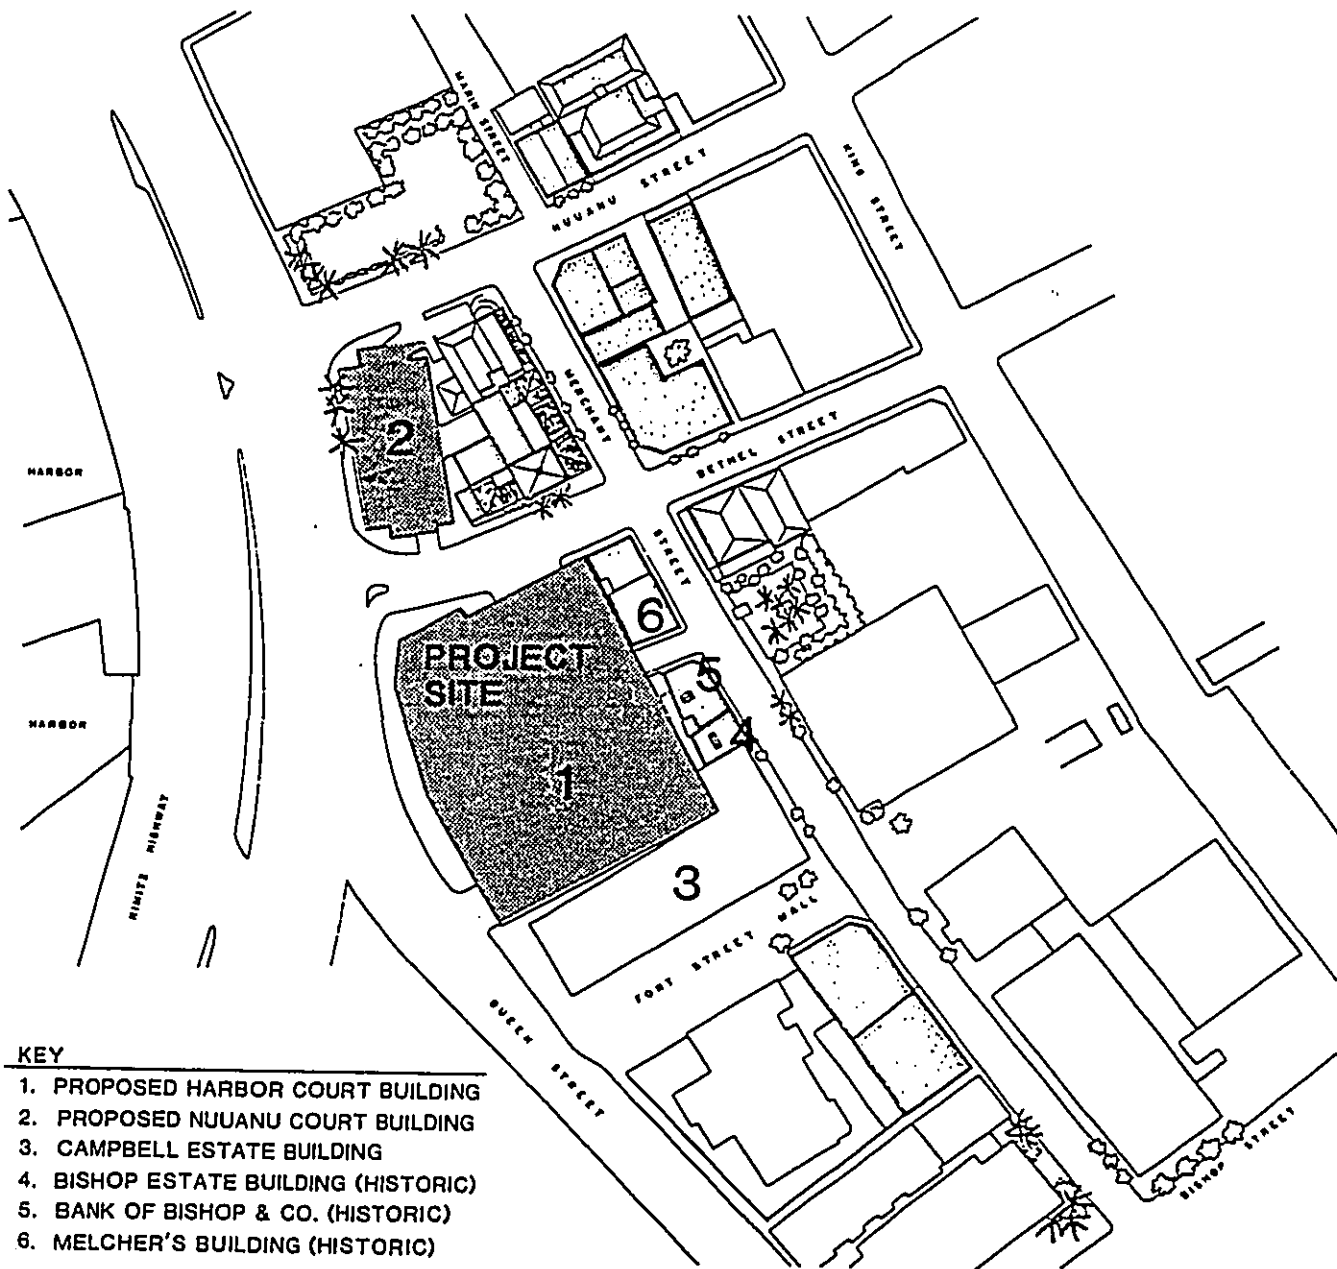 MARIN STREET
NUUANU STREET
KING STREET
2
MERCHANT STREET
BETHEL STREET
HARBOR
6
PROJECT
SITE
5
HARBOR
4
1
NIMITZ HIGHWAY
3
FORT STREET MALL
QUEEN STREET
BISHOP STREET
KEY
1. PROPOSED HARBOR COURT BUILDING
2. PROPOSED NUUANU COURT BUILDING
3. CAMPBELL ESTATE BUILDING
4. BISHOP ESTATE BUILDING (HISTORIC)
5. BANK OF BISHOP & CO. (HISTORIC)
6. MELCHER'S BUILDING (HISTORIC)